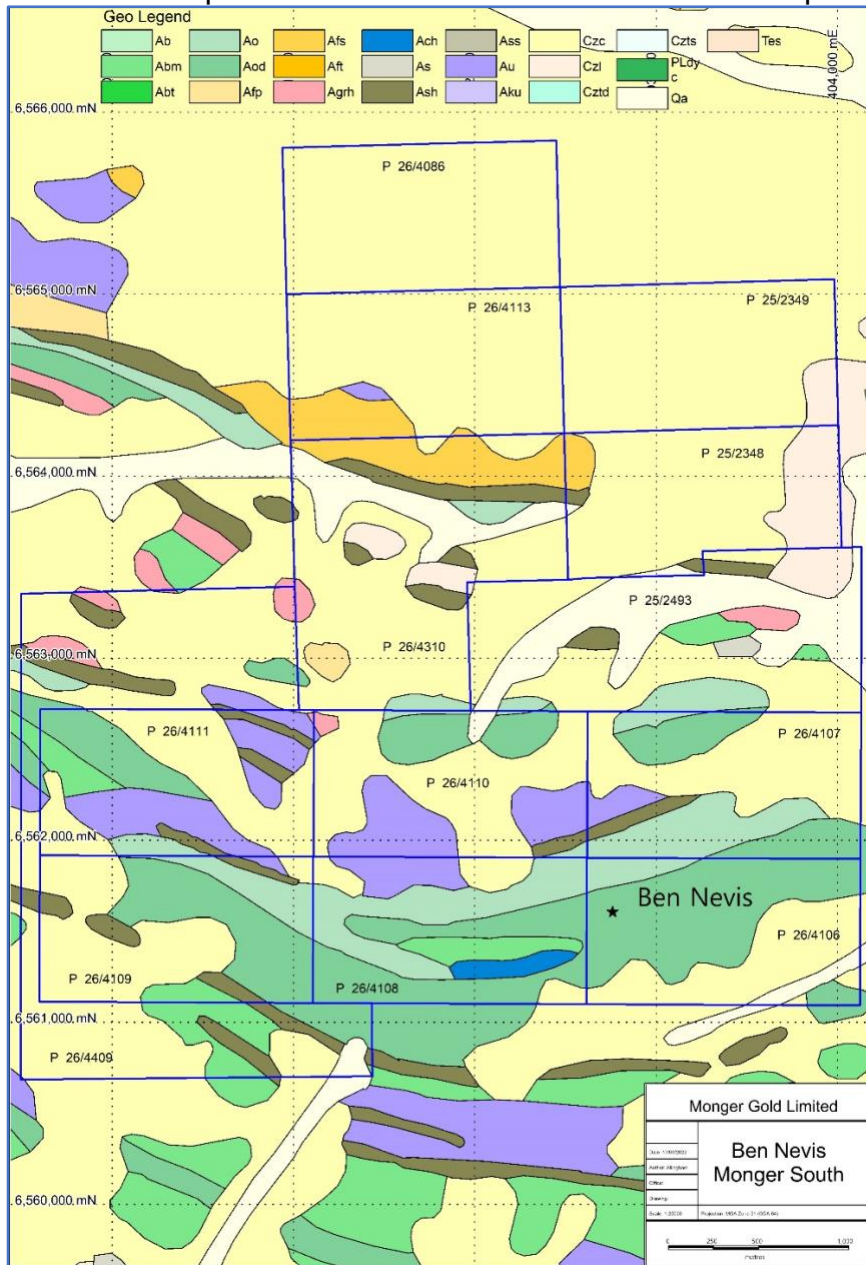 Geo Legend
Ab Ao Afs Ach Ass Czc Czts Tes
Abm Aod Aft As Au Czl PLdy
c
Abt Afp Agrh Ash Aku Cztd Qa
404,000 mE
6,566,000 mN
P 26/4086
6,565,000 mN
P 26/4113
P 25/2349
6,564,000 mN
P 25/2348
P 25/2493
6,563,000 mN
P 26/4310
P 26/4111
P 26/4107
P 26/4110
6,562,000 mN
Ben Nevis
P 26/4106
P 26/4109
P 26/4108
6,561,000 mN
P 26/4409
Monger Gold Limited
Ben Nevis
Monger South
6,560,000 mN
0 250 500 1,000
metres